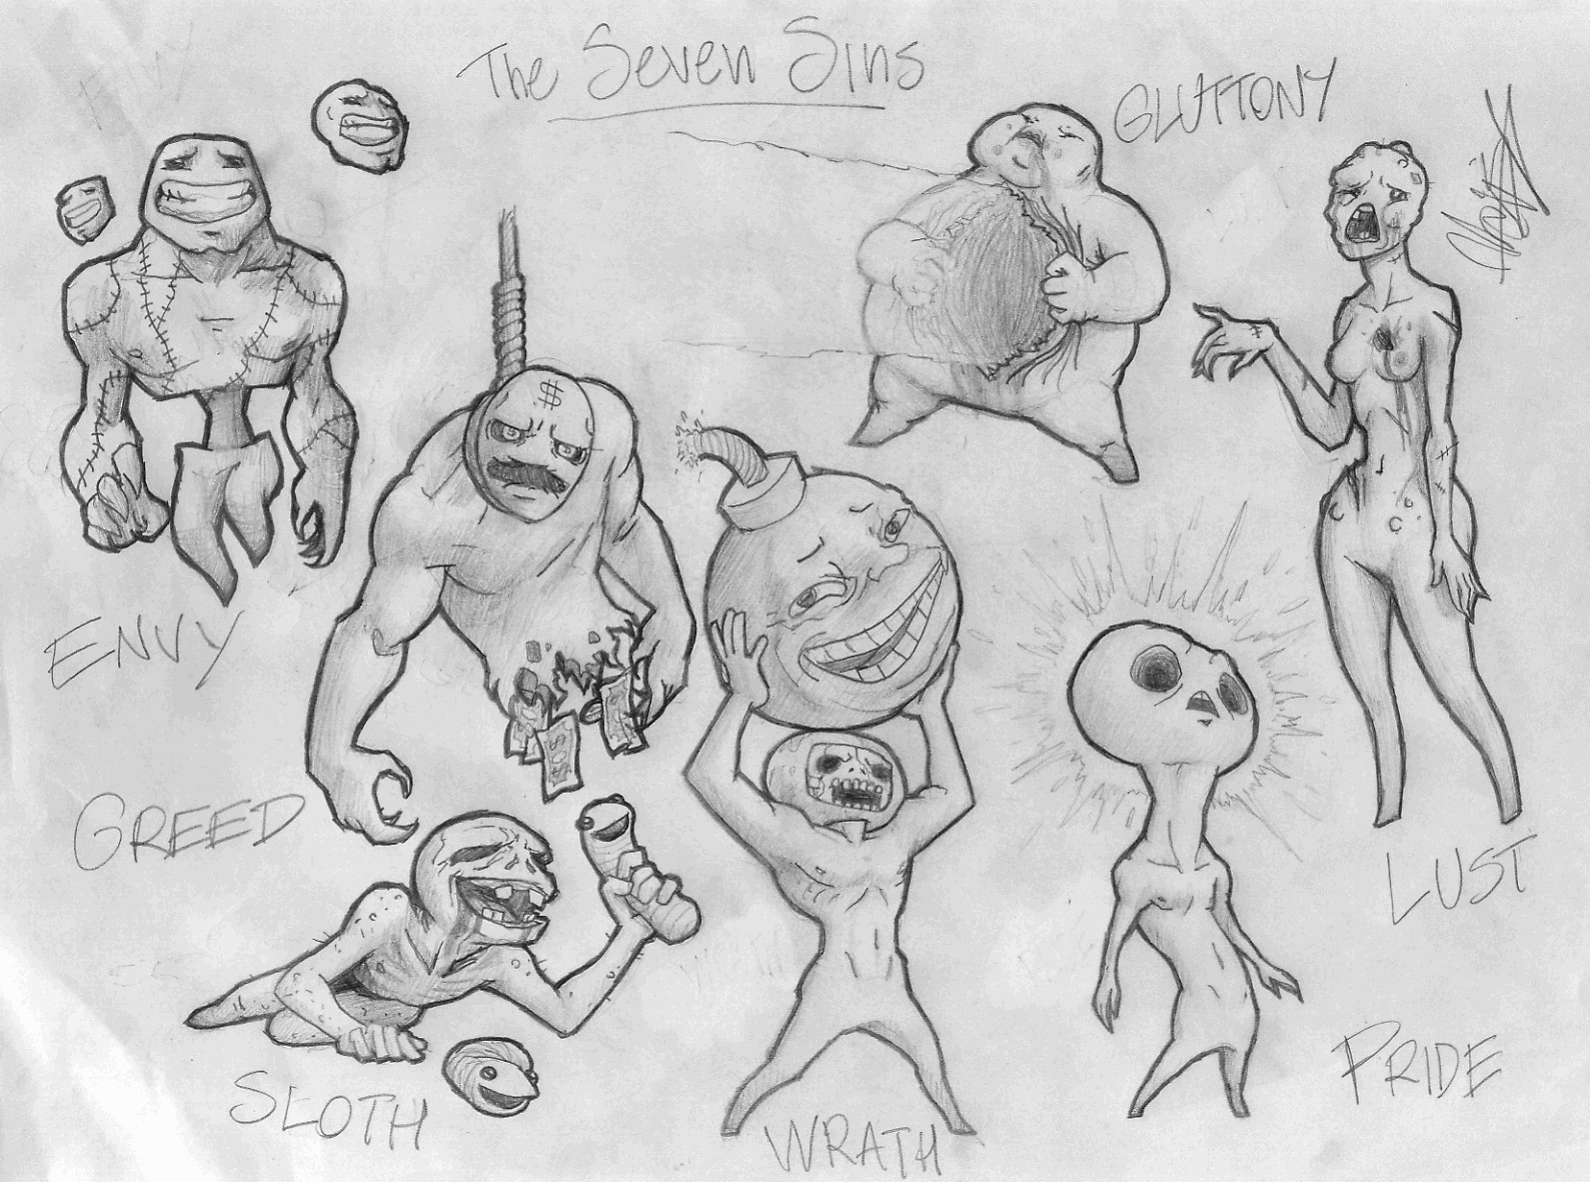 The Seven Sins
GLUTTONY
ENVY
$
GREED
LUST
SLOTH
WRATH
PRIDE